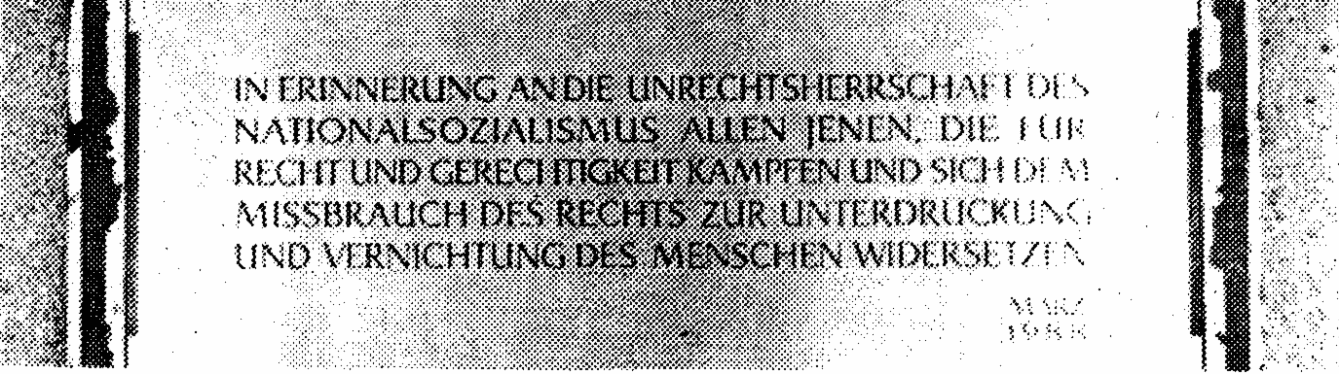 IN ERINNERUNG AN DIE UNRECHTSHERRSCHAFT DES
NATIONALSOZIALISMUS ALLEN JENEN, DIE FÜR
RECHT UND GERECHTIGKEIT KÄMPFEN UND SICH DEM
MISSBRAUCH DES RECHTS ZUR UNTERDRÜCKUNG
UND VERNICHTUNG DES MENSCHEN WIDERSETZEN
MÄRZ
1988